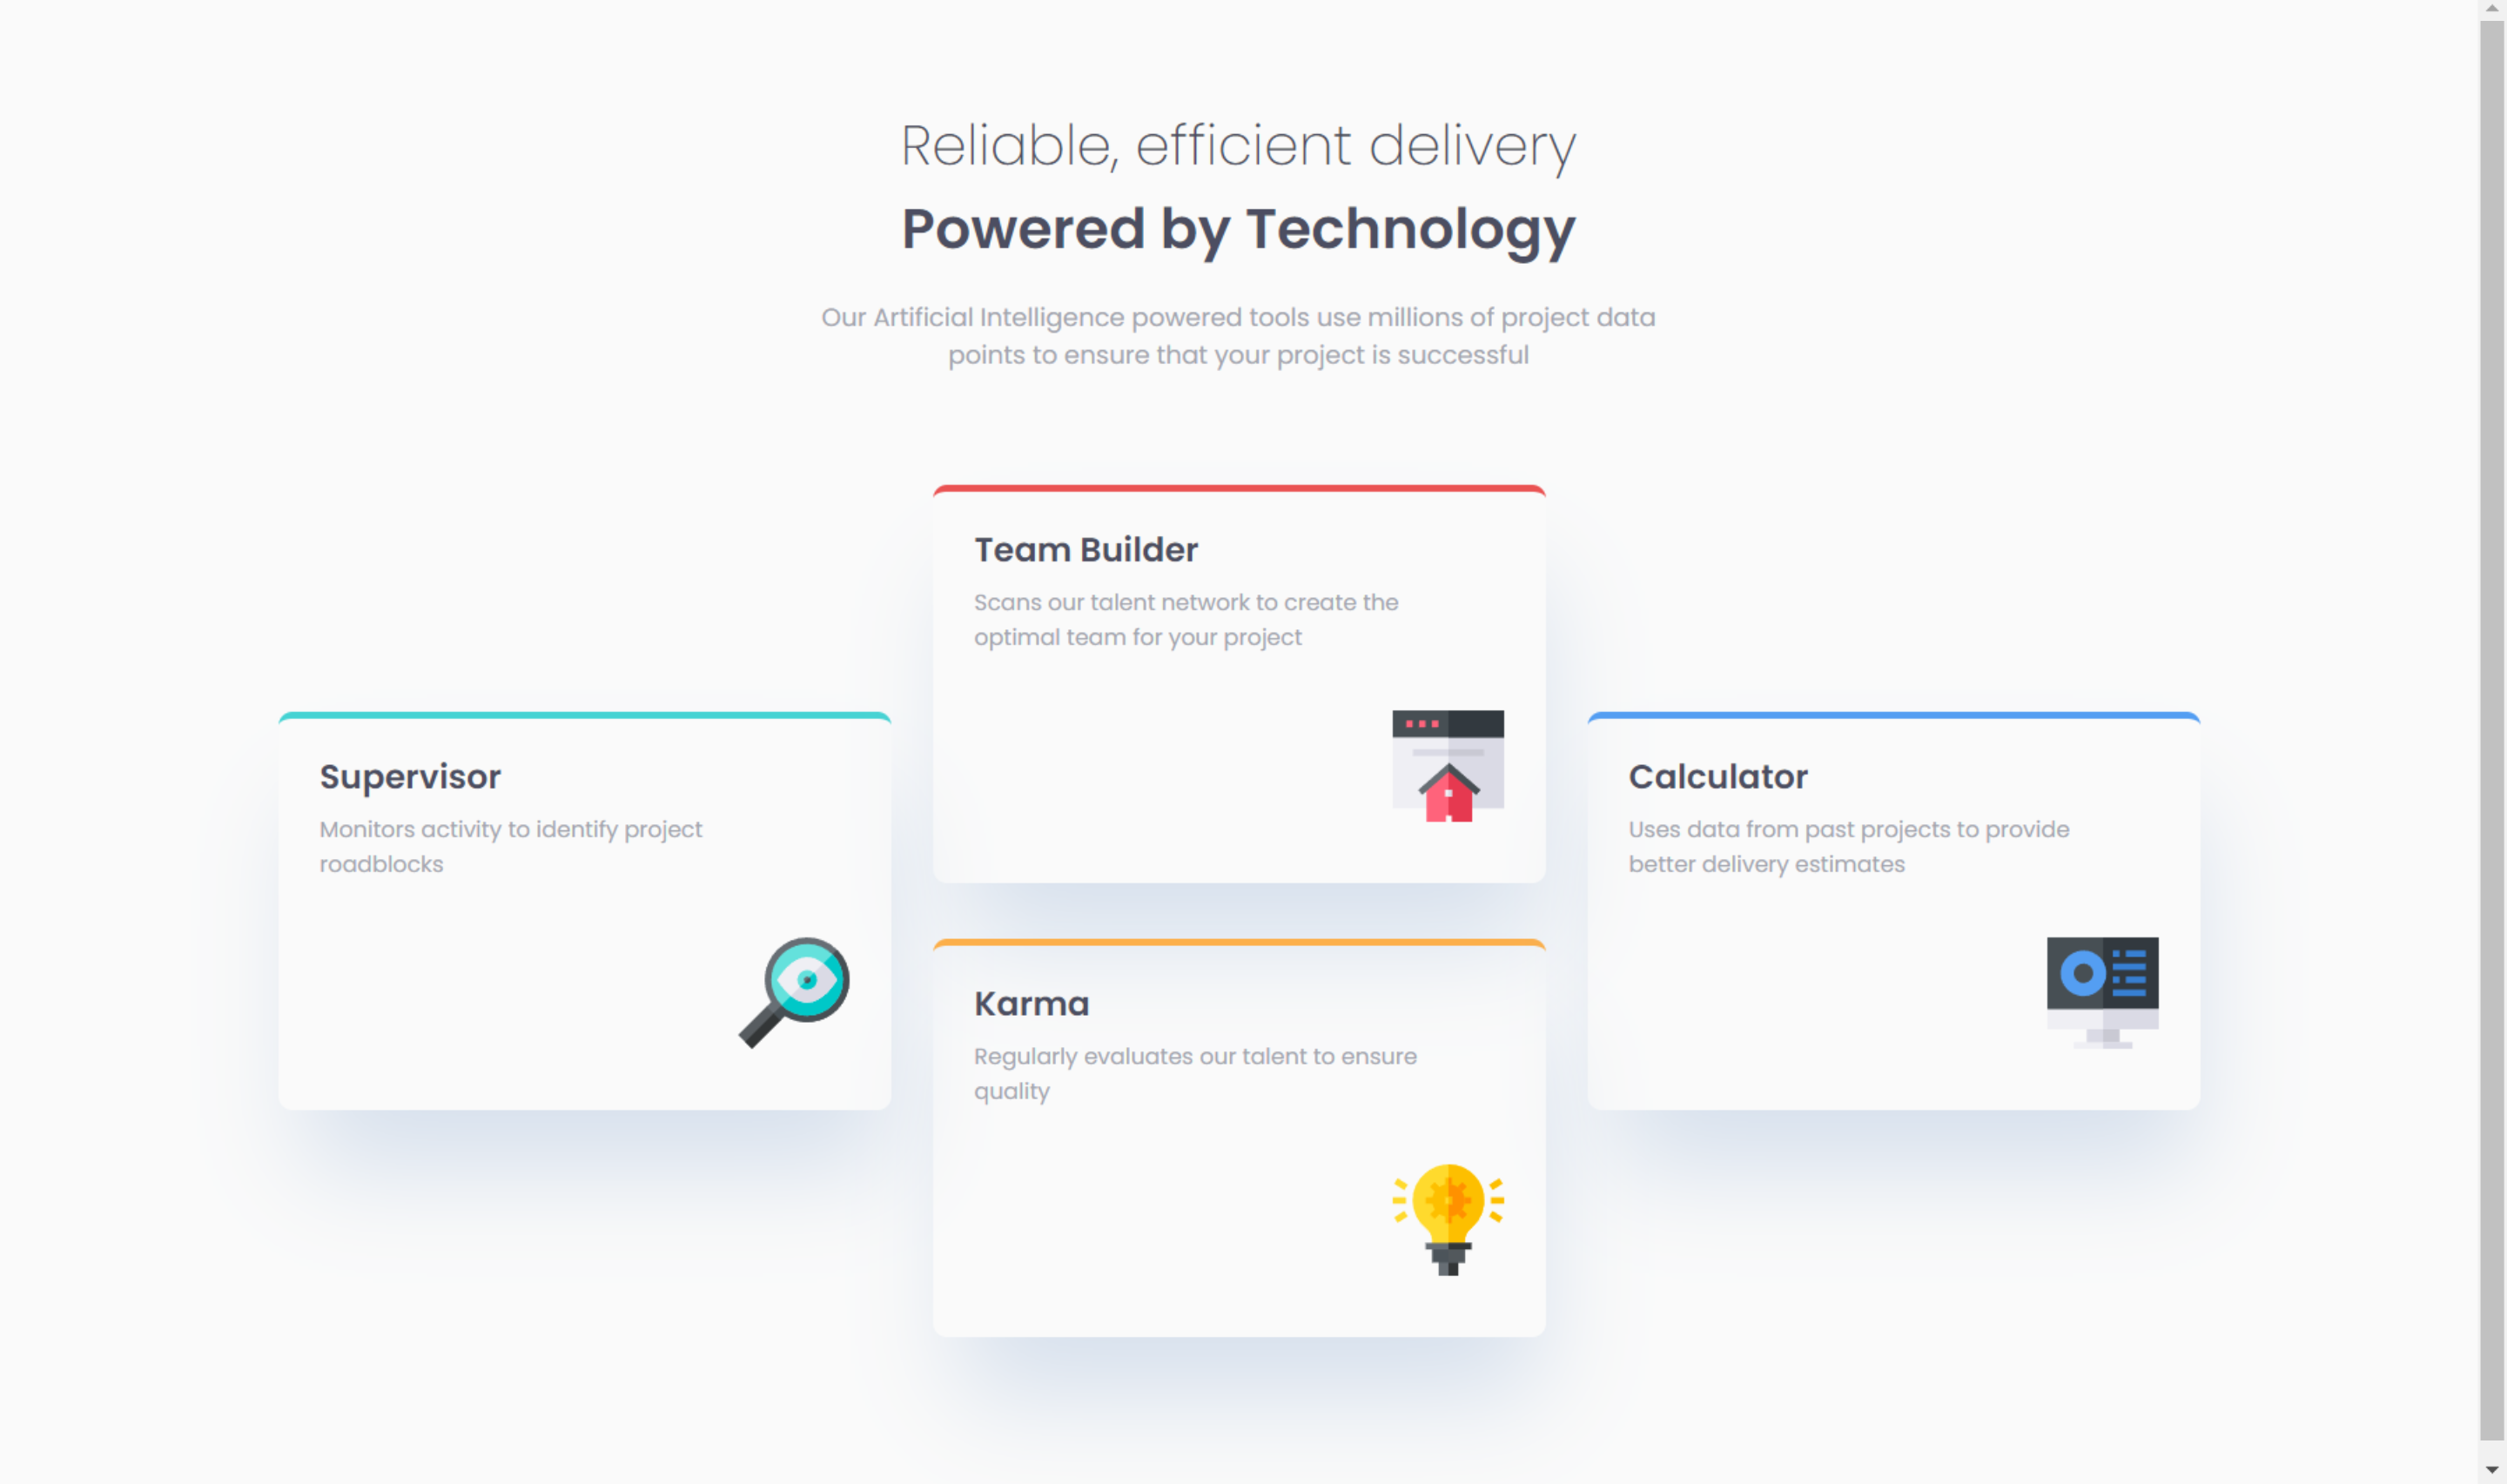 Reliable, efficient delivery
Powered by Technology
Our Artificial Intelligence powered tools use millions of project data
points to ensure that your project is successful
Team Builder
Scans our talent network to create the
optimal team for your project
Supervisor
Monitors activity to identify project
roadblocks
Calculator
Uses data from past projects to provide
better delivery estimates
Karma
Regularly evaluates our talent to ensure
quality